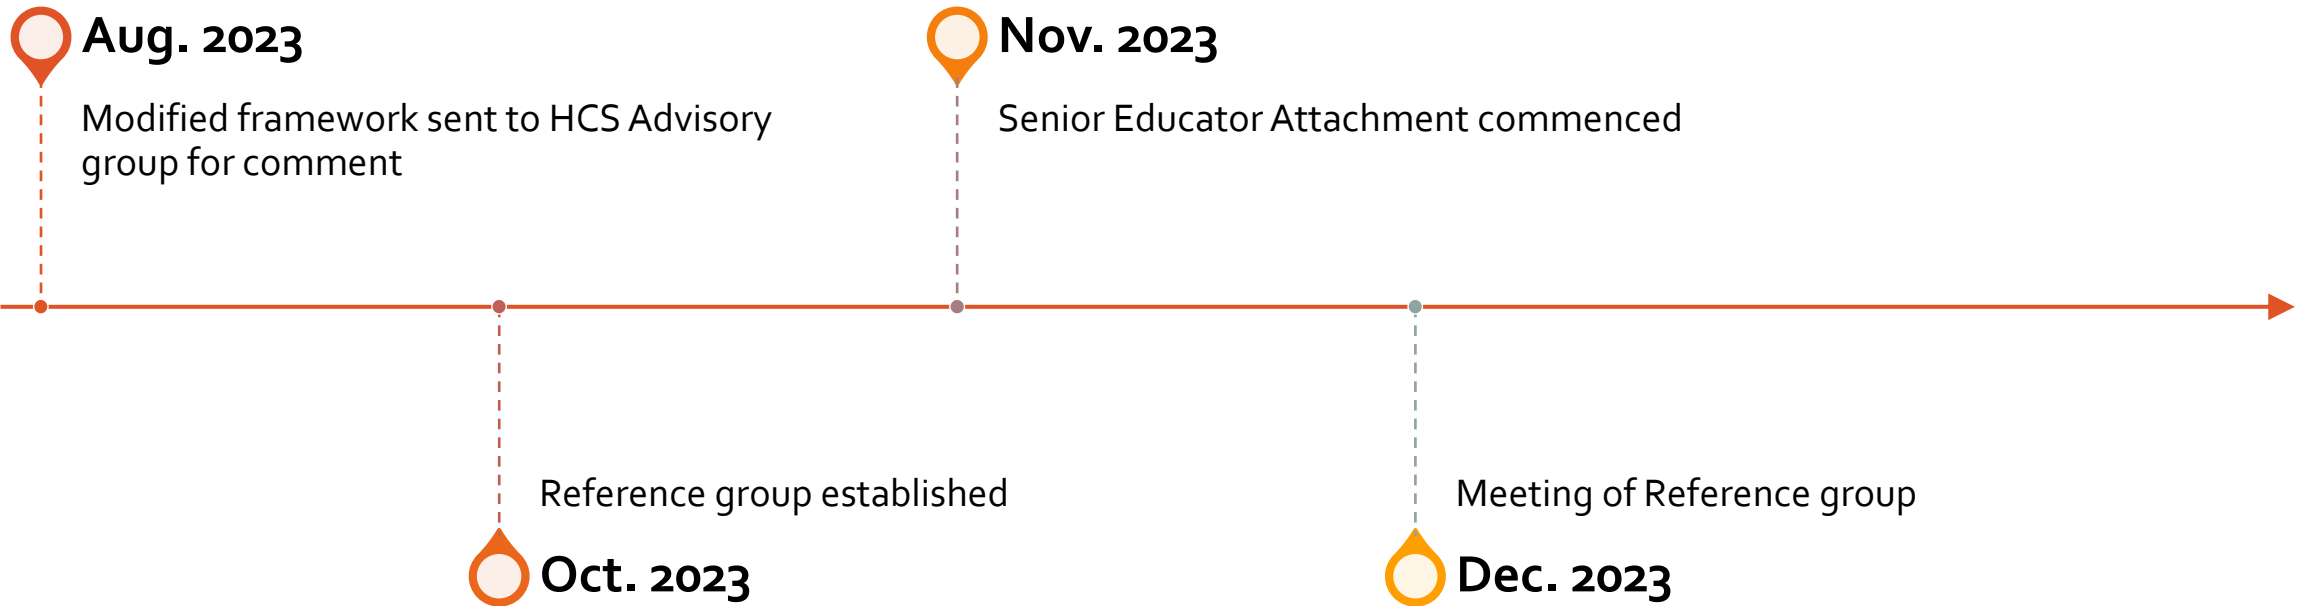 Aug. 2023
Modified framework sent to HCS Advisory
group for comment
Nov. 2023
Senior Educator Attachment commenced
Reference group established
Oct. 2023
Meeting of Reference group
Dec. 2023